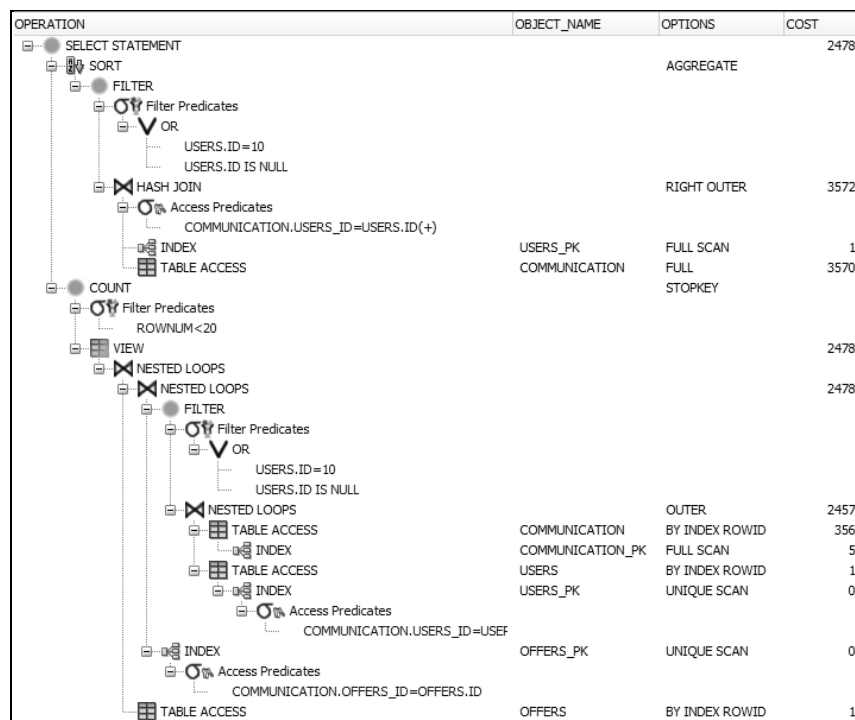 OPERATION OBJECT_NAME OPTIONS COST
SELECT STATEMENT 2478
SORT AGGREGATE
FILTER
Filter Predicates
OR
USERS.ID=10
USERS.ID IS NULL
HASH JOIN RIGHT OUTER 3572
Access Predicates
COMMUNICATION.USERS_ID=USERS.ID(+)
INDEX USERS_PK FULL SCAN 1
TABLE ACCESS COMMUNICATION FULL 3570
COUNT STOPKEY
Filter Predicates
ROWNUM<20
VIEW 2478
NESTED LOOPS
NESTED LOOPS 2478
FILTER
Filter Predicates
OR
USERS.ID=10
USERS.ID IS NULL
NESTED LOOPS OUTER 2457
TABLE ACCESS COMMUNICATION BY INDEX ROWID 356
INDEX COMMUNICATION_PK FULL SCAN 5
TABLE ACCESS USERS BY INDEX ROWID 1
INDEX USERS_PK UNIQUE SCAN 0
Access Predicates
COMMUNICATION.USERS_ID=USEF
INDEX OFFERS_PK UNIQUE SCAN 0
Access Predicates
COMMUNICATION.OFFERS_ID=OFFERS.ID
TABLE ACCESS OFFERS BY INDEX ROWID 1